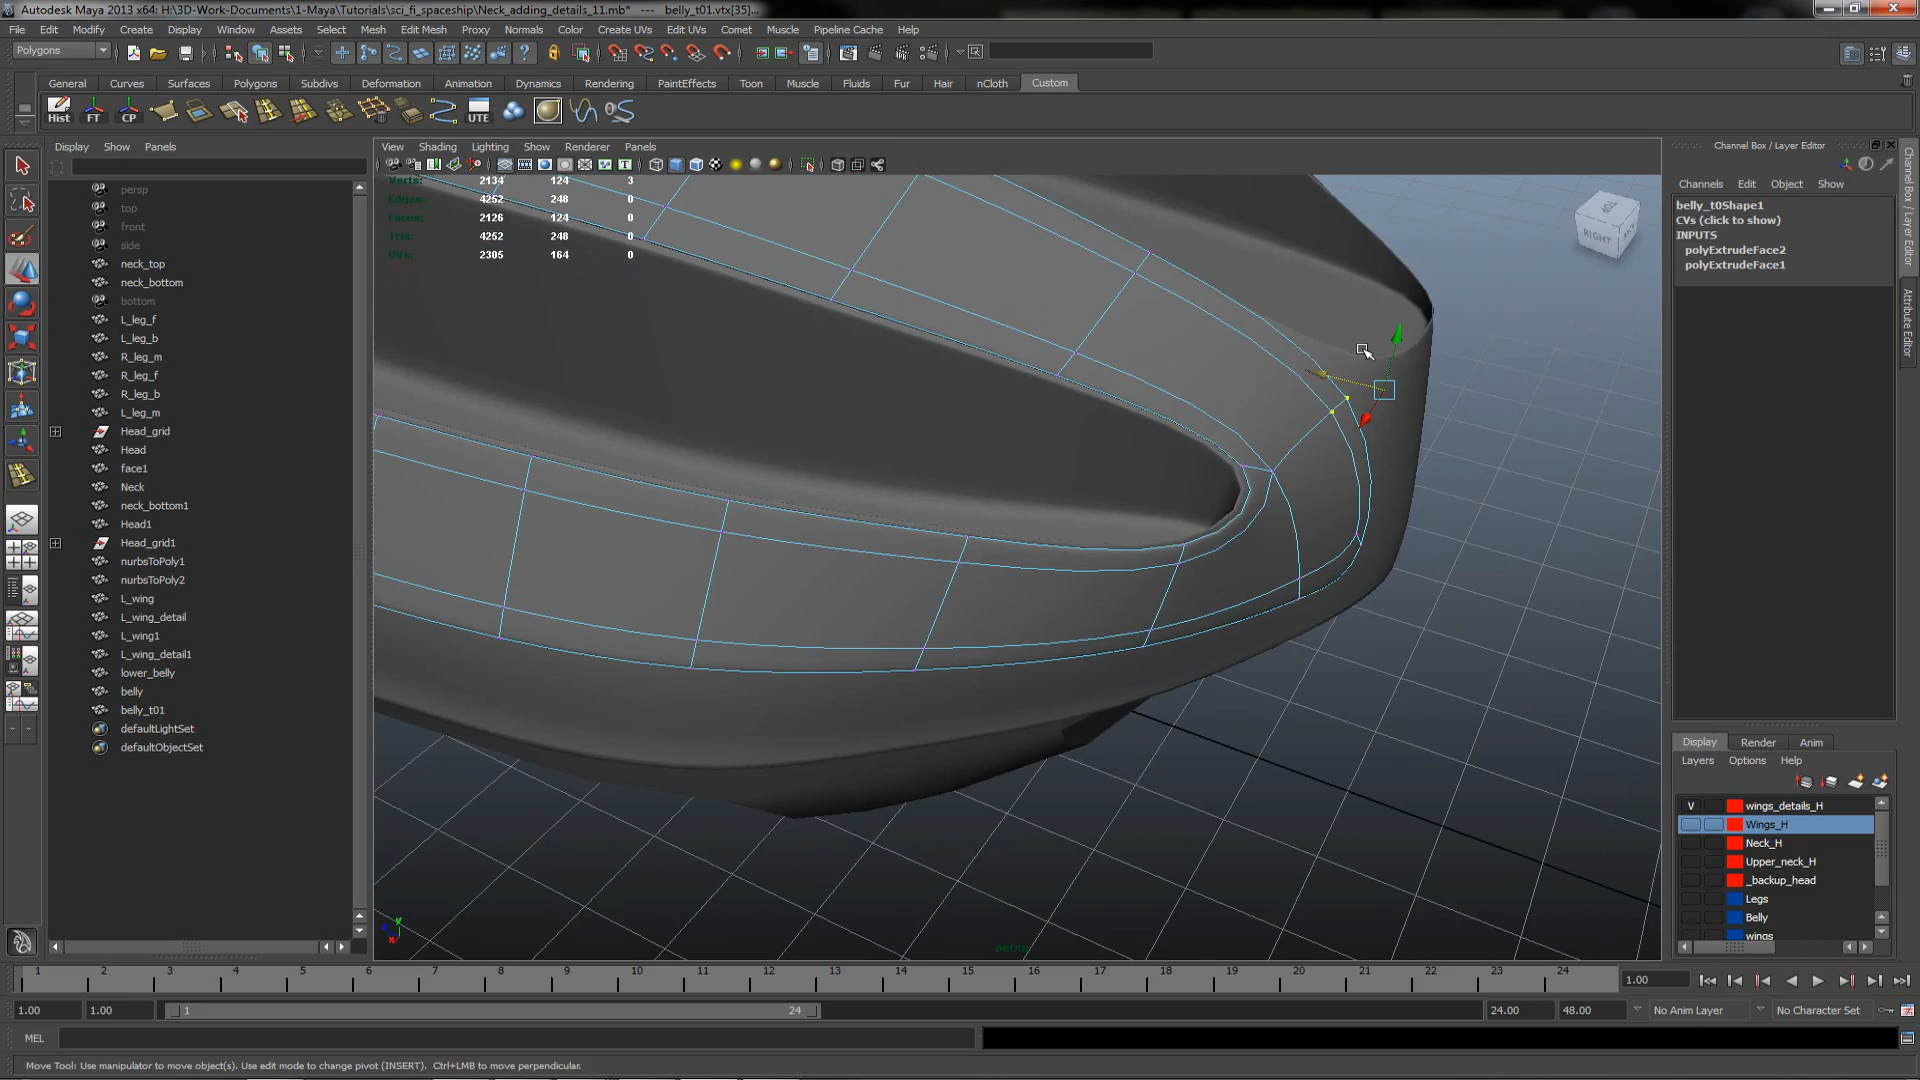 Autodesk Maya 2013 x64: H:\3D-Work-Documents\1-Maya\Tutorials\sci_fi_spaceship\Neck_adding_details_11.mb*   ---   belly_t01.vtx[35]...
File Edit Modify Create Display Window Assets Select Mesh Edit Mesh Proxy Normals Color Create UVs Edit UVs Comet Muscle Pipeline Cache Help
Polygons
General Curves Surfaces Polygons Subdivs Deformation Animation Dynamics Rendering PaintEffects Toon Muscle Fluids Fur Hair nCloth Custom
Hist FT CP UTE
Display Show Panels
View Shading Lighting Show Renderer Panels
Channel Box / Layer Editor
Channels Edit Object Show
persp
top
front
side
neck_top
neck_bottom
bottom
L_leg_f
L_leg_b
R_leg_m
R_leg_f
R_leg_b
L_leg_m
Head_grid
Head
face1
Neck
neck_bottom1
Head1
Head_grid1
nurbsToPoly1
nurbsToPoly2
L_wing
L_wing_detail
L_wing1
L_wing_detail1
lower_belly
belly
belly_t01
defaultLightSet
defaultObjectSet
Verts: 2134 124 3
Edges: 4252 248 0
Faces: 2126 124 0
Tris: 4252 248 0
UVs: 2305 164 0
TOP
RIGHT
persp
y
x
belly_t0Shape1
CVs (click to show)
INPUTS
polyExtrudeFace2
polyExtrudeFace1
Channel Box / Layer Editor
Attribute Editor
Display Render Anim
Layers Options Help
V wings_details_H
Wings_H
Neck_H
Upper_neck_H
_backup_head
Legs
Belly
wings
1 2 3 4 5 6 7 8 9 10 11 12 13 14 15 16 17 18 19 20 21 22 23 24 1.00
1.00 1.00 1 24 24.00 48.00 No Anim Layer No Character Set
MEL
Move Tool: Use manipulator to move object(s). Use edit mode to change pivot (INSERT). Ctrl+LMB to move perpendicular.